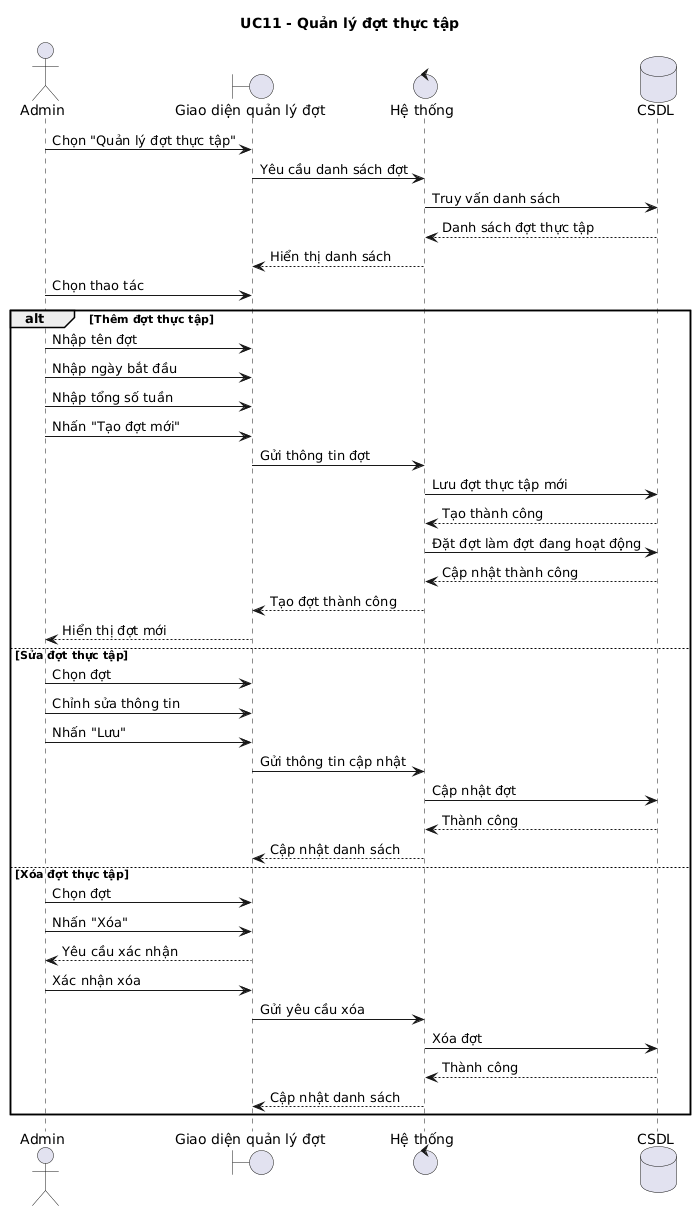 UC11 - Quản lý đợt thực tập
Admin
Giao diện quản lý đợt
Hệ thống
CSDL
Chọn "Quản lý đợt thực tập"
Yêu cầu danh sách đợt
Truy vấn danh sách
Danh sách đợt thực tập
Hiển thị danh sách
Chọn thao tác
alt
[Thêm đợt thực tập]
Nhập tên đợt
Nhập ngày bắt đầu
Nhập tổng số tuần
Nhấn "Tạo đợt mới"
Gửi thông tin đợt
Lưu đợt thực tập mới
Tạo thành công
Đặt đợt làm đợt đang hoạt động
Cập nhật thành công
Tạo đợt thành công
Hiển thị đợt mới
[Sửa đợt thực tập]
Chọn đợt
Chỉnh sửa thông tin
Nhấn "Lưu"
Gửi thông tin cập nhật
Cập nhật đợt
Thành công
Cập nhật danh sách
[Xóa đợt thực tập]
Chọn đợt
Nhấn "Xóa"
Yêu cầu xác nhận
Xác nhận xóa
Gửi yêu cầu xóa
Xóa đợt
Thành công
Cập nhật danh sách
Admin
Giao diện quản lý đợt
Hệ thống
CSDL